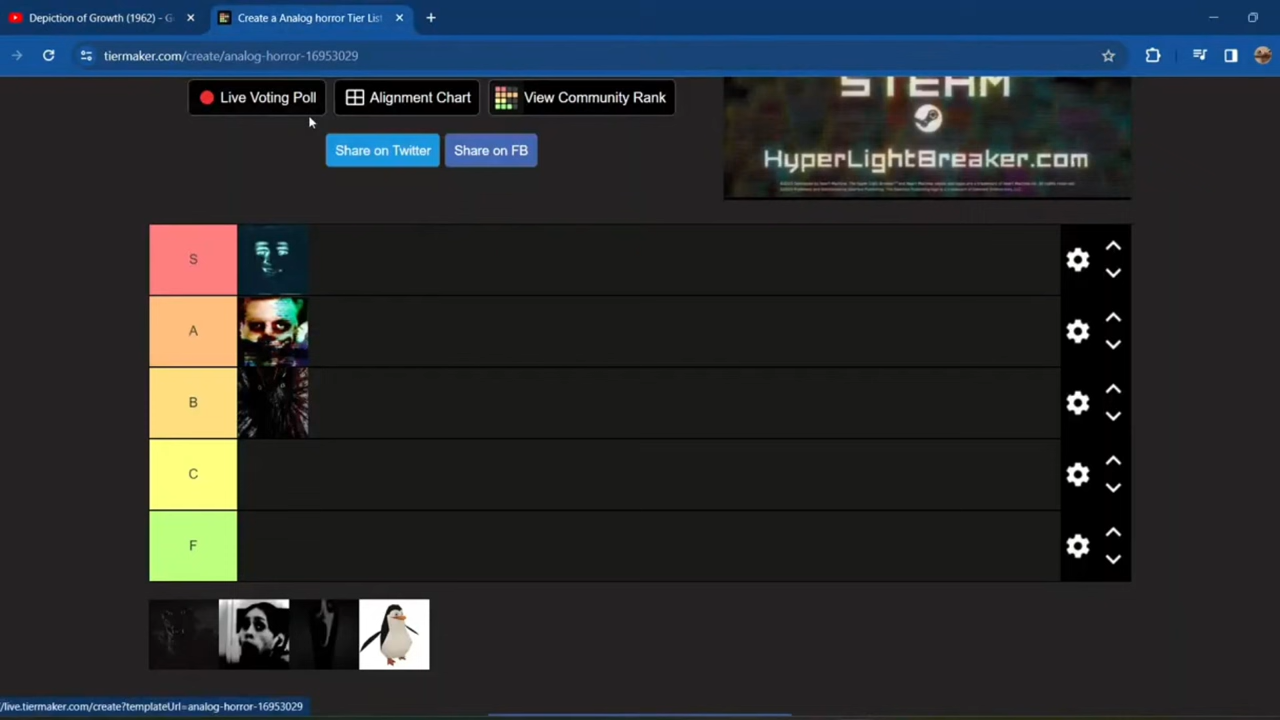 Depiction of Growth (1962) - G
Create a Analog horror Tier List
tiermaker.com/create/analog-horror-16953029
Live Voting Poll
Alignment Chart
View Community Rank
Share on Twitter
Share on FB
STEAM
HyperLightBreaker.com
S
A
B
C
F
/live.tiermaker.com/create?templateUrl=analog-horror-16953029